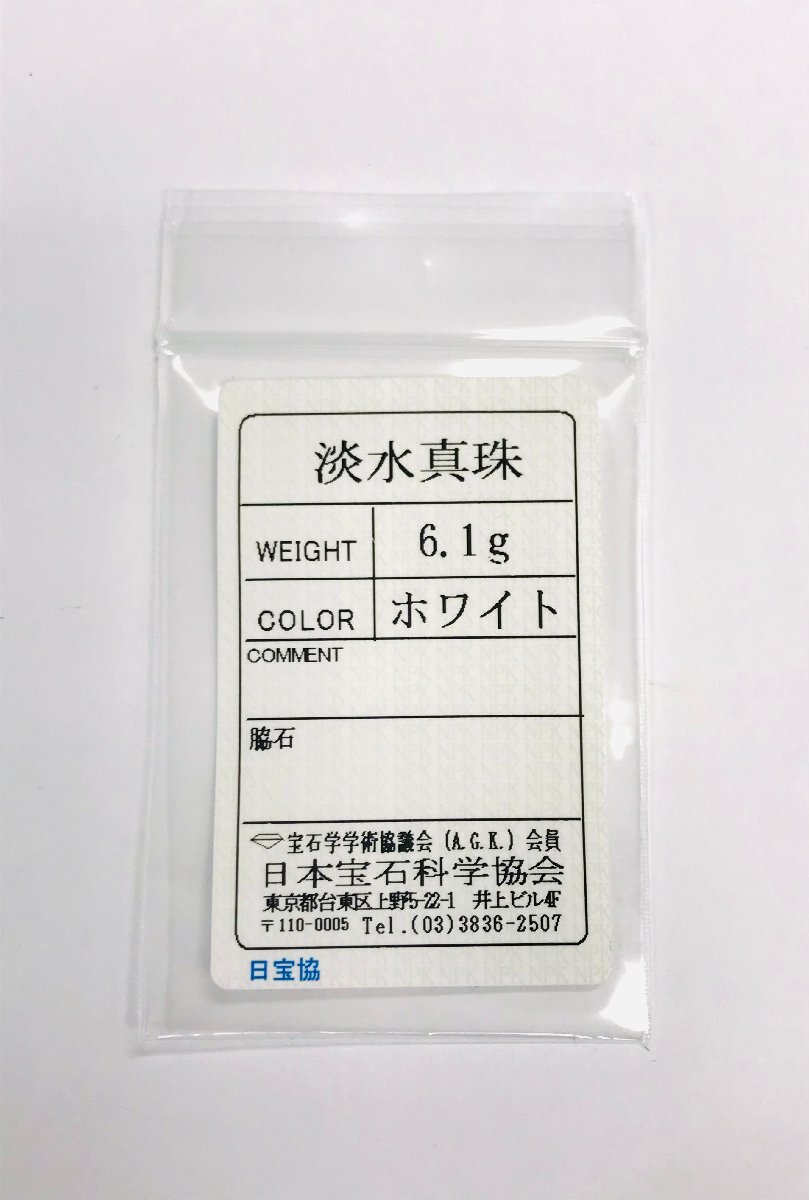 淡水真珠
WEIGHT 6.1g
COLOR ホワイト
COMMENT
脇石
宝石学学術協議会 (A.G.K.) 会員
日本宝石科学協会
東京都台東区上野5-22-1 井上ビル4F
〒110-0005 Tel.(03)3836-2507
日宝協